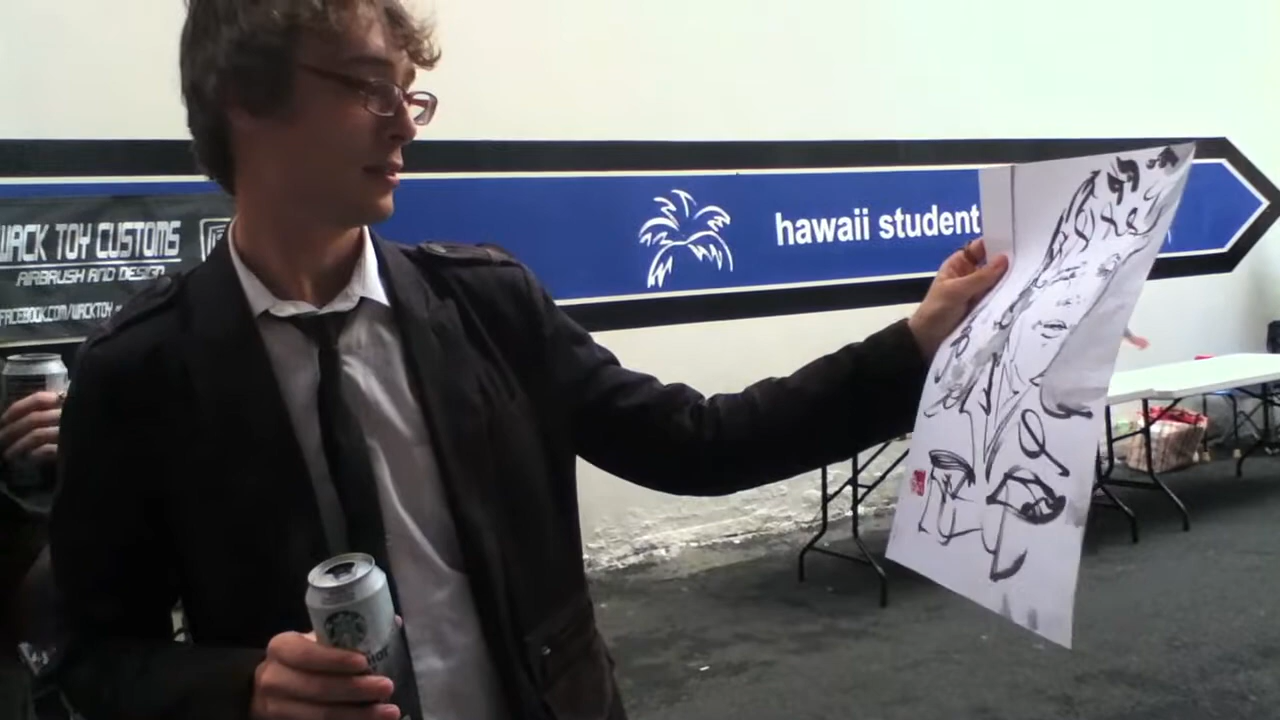 WACK TOY CUSTOMS
AIRBRUSH AND DESIGN
FACEBOOK.COM/WACKTOY
hawaii student